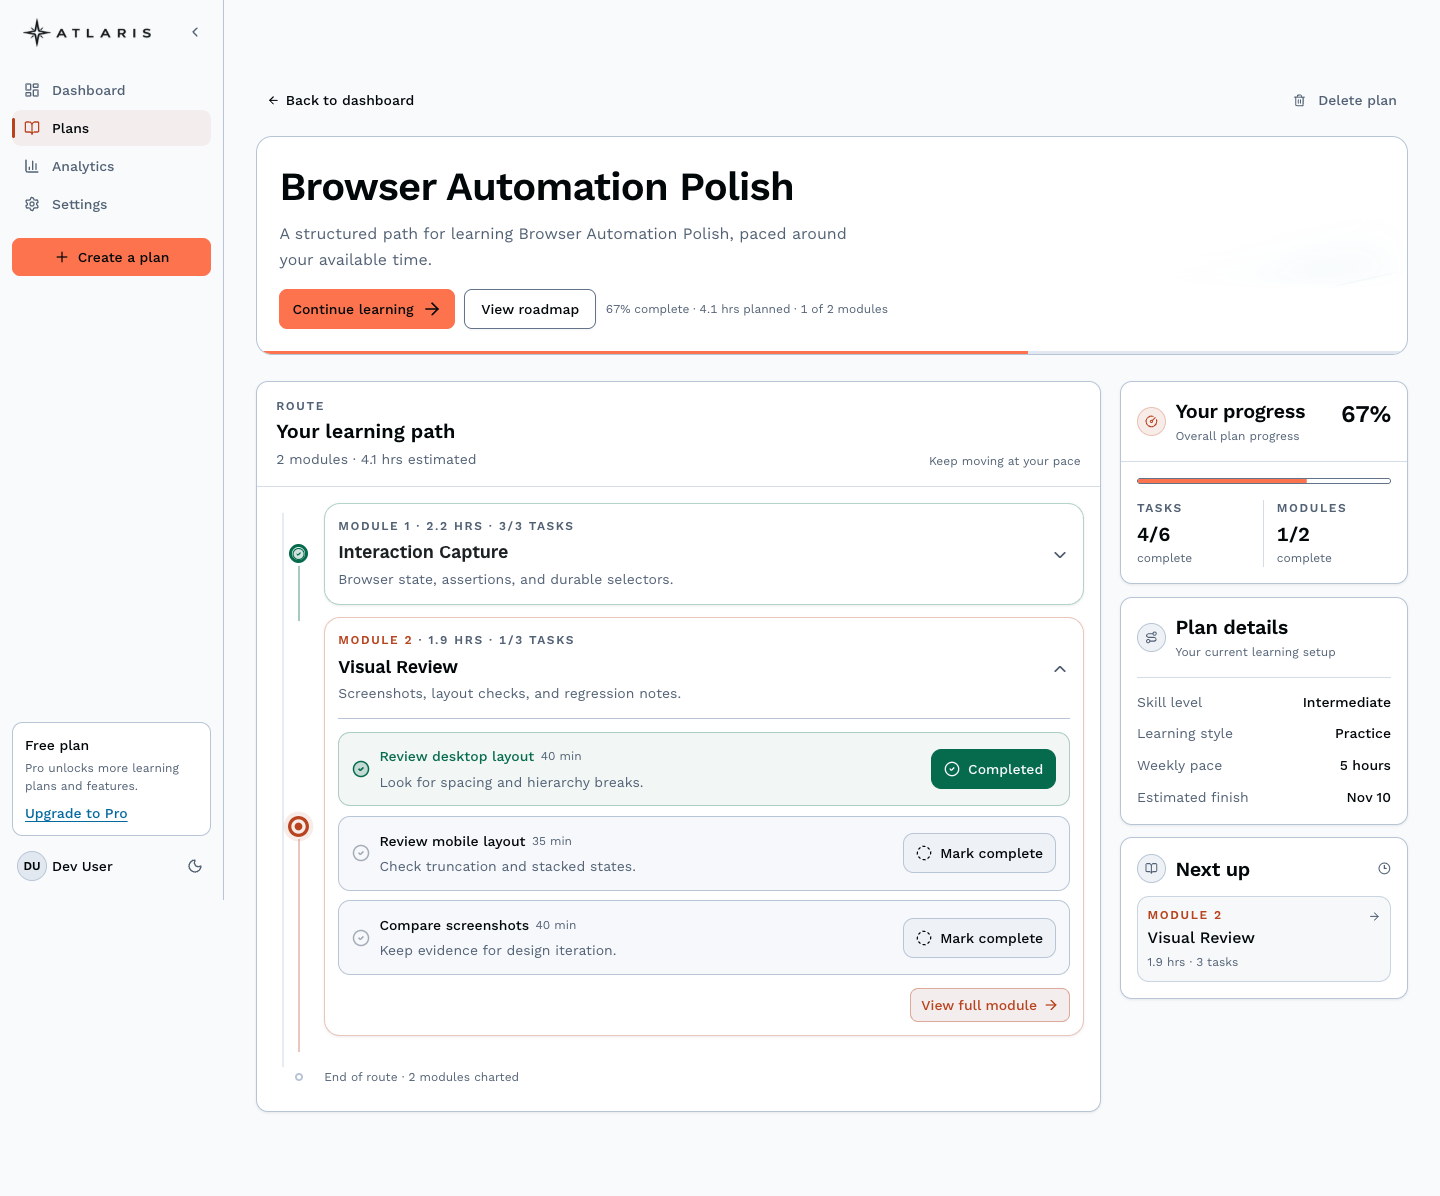 ATLARIS
Dashboard
Plans
Analytics
Settings
Create a plan
Free plan
Pro unlocks more learning
plans and features.
Upgrade to Pro
DU Dev User
Back to dashboard
Delete plan
Browser Automation Polish
A structured path for learning Browser Automation Polish, paced around
your available time.
Continue learning
View roadmap
67% complete · 4.1 hrs planned · 1 of 2 modules
ROUTE
Your learning path
2 modules · 4.1 hrs estimated
Keep moving at your pace
MODULE 1 · 2.2 HRS · 3/3 TASKS
Interaction Capture
Browser state, assertions, and durable selectors.
MODULE 2 · 1.9 HRS · 1/3 TASKS
Visual Review
Screenshots, layout checks, and regression notes.
Review desktop layout 40 min
Look for spacing and hierarchy breaks.
Completed
Review mobile layout 35 min
Check truncation and stacked states.
Mark complete
Compare screenshots 40 min
Keep evidence for design iteration.
Mark complete
View full module
End of route · 2 modules charted
Your progress
67%
Overall plan progress
TASKS
4/6
complete
MODULES
1/2
complete
Plan details
Your current learning setup
Skill level Intermediate
Learning style Practice
Weekly pace 5 hours
Estimated finish Nov 10
Next up
MODULE 2
Visual Review
1.9 hrs · 3 tasks